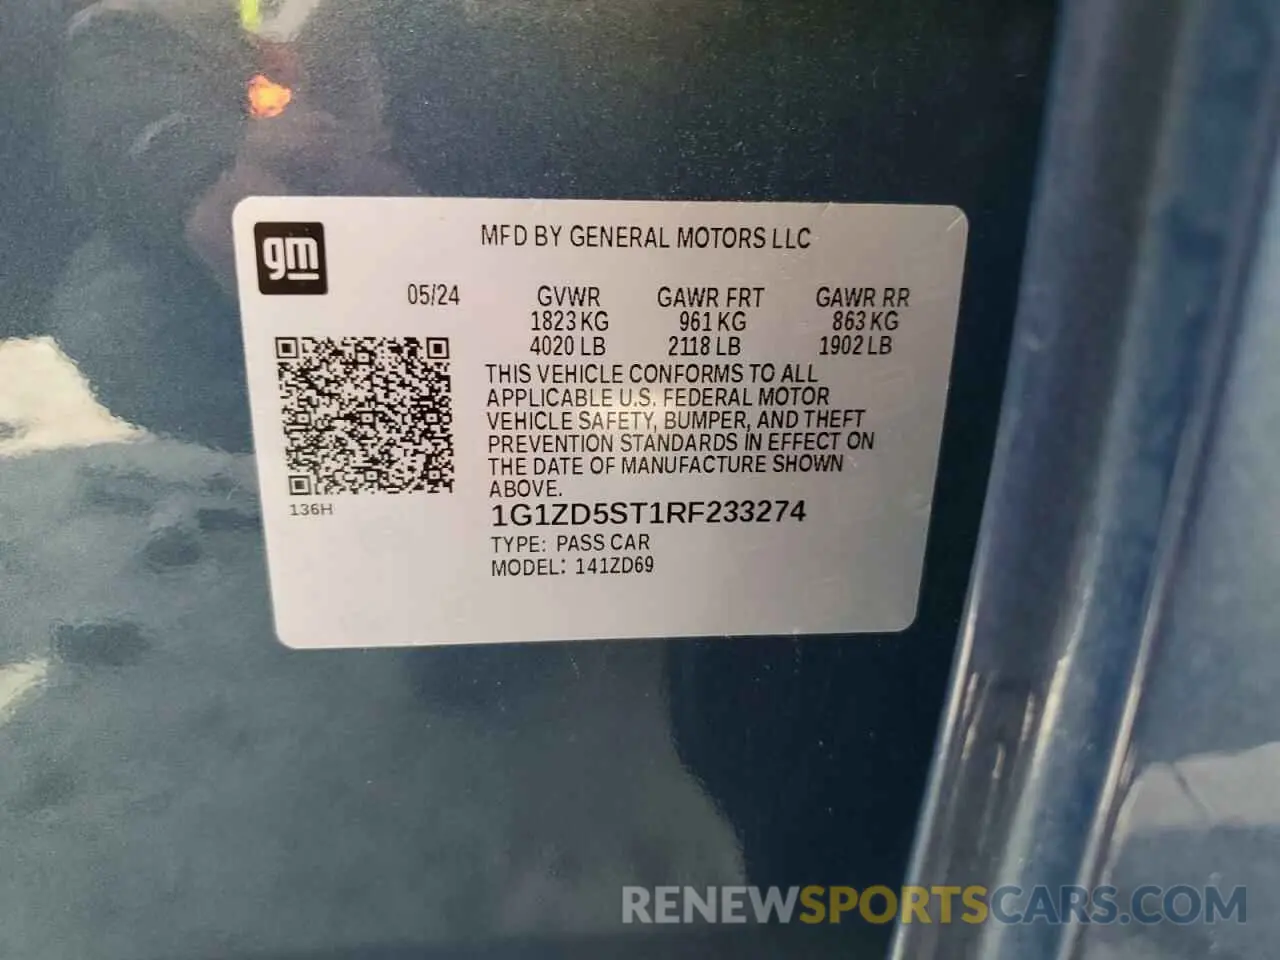 gm
MFD BY GENERAL MOTORS LLC
05/24 GVWR GAWR FRT GAWR RR
1823 KG 961 KG 863 KG
4020 LB 2118 LB 1902 LB
THIS VEHICLE CONFORMS TO ALL
APPLICABLE U.S. FEDERAL MOTOR
VEHICLE SAFETY, BUMPER, AND THEFT
PREVENTION STANDARDS IN EFFECT ON
THE DATE OF MANUFACTURE SHOWN
ABOVE.
136H
1G1ZD5ST1RF233274
TYPE: PASS CAR
MODEL: 141ZD69
RENEWSPORTSCARS.COM